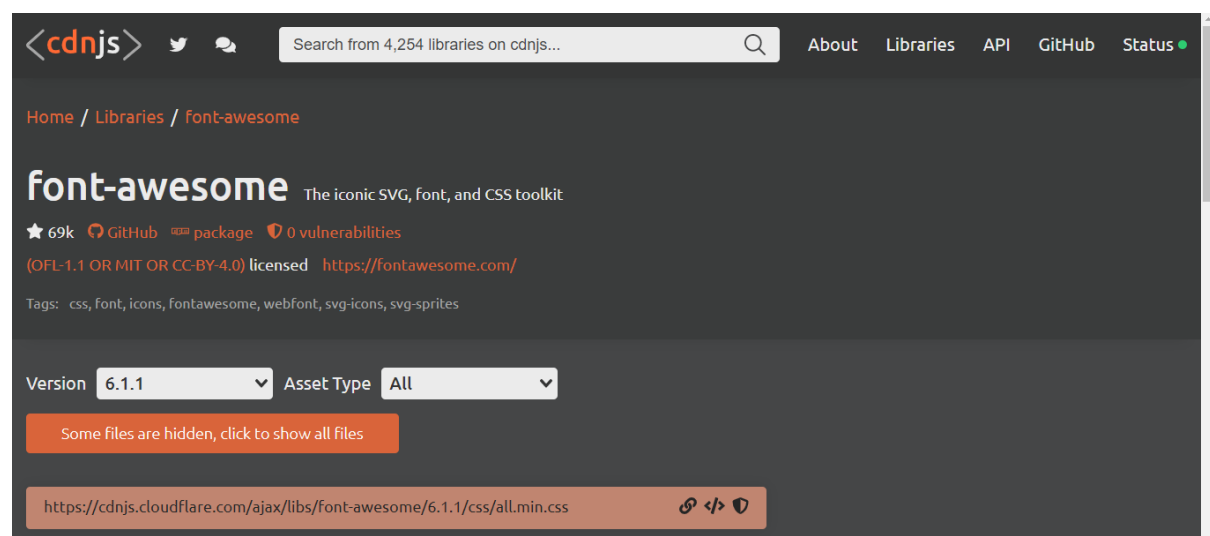 <cdnjs>
Search from 4,254 libraries on cdnjs...
About Libraries API GitHub Status
Home / Libraries / font-awesome
font-awesome The iconic SVG, font, and CSS toolkit
69k GitHub npm package 0 vulnerabilities
(OFL-1.1 OR MIT OR CC-BY-4.0) licensed https://fontawesome.com/
Tags: css, font, icons, fontawesome, webfont, svg-icons, svg-sprites
Version 6.1.1 Asset Type All
Some files are hidden, click to show all files
https://cdnjs.cloudflare.com/ajax/libs/font-awesome/6.1.1/css/all.min.css </>